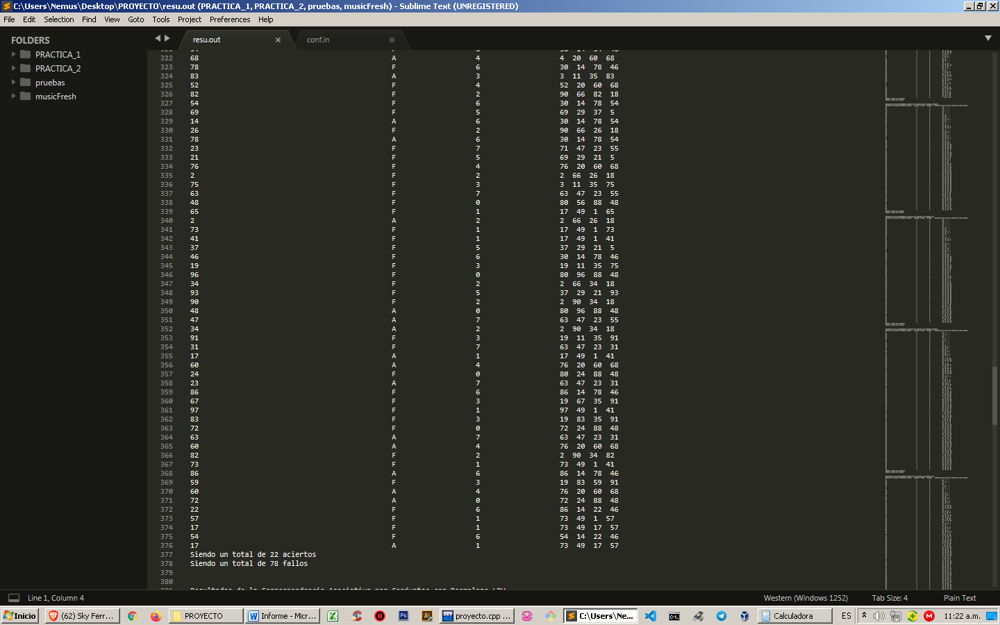 C:\Users\Nemus\Desktop\PROYECTO\resu.out (PRACTICA_1, PRACTICA_2, pruebas, musicFresh) - Sublime Text (UNREGISTERED)
File Edit Selection Find View Goto Tools Project Preferences Help
FOLDERS
PRACTICA_1
PRACTICA_2
pruebas
musicFresh
resu.out
conf.in
322 68 A 4 4 20 60 68
323 78 F 6 30 14 78 46
324 83 A 3 3 11 35 83
325 52 F 4 52 20 60 68
326 82 F 2 90 66 82 18
327 54 F 6 30 14 78 54
328 69 F 5 69 29 37 5
329 14 A 6 30 14 78 54
330 26 F 2 90 66 26 18
331 78 A 6 30 14 78 54
332 23 F 7 71 47 23 55
333 21 F 5 69 29 21 5
334 76 F 4 76 20 60 68
335 2 F 2 2 66 26 18
336 75 F 3 3 11 35 75
337 63 F 7 63 47 23 55
338 48 F 0 80 56 88 48
339 65 F 1 17 49 1 65
340 2 A 2 2 66 26 18
341 73 F 1 17 49 1 73
342 41 F 1 17 49 1 41
343 37 F 5 37 29 21 5
344 46 F 6 30 14 78 46
345 19 F 3 19 11 35 75
346 96 F 0 80 96 88 48
347 34 F 2 2 66 34 18
348 93 F 5 37 29 21 93
349 90 F 2 2 90 34 18
350 48 A 0 80 96 88 48
351 47 A 7 63 47 23 55
352 34 A 2 2 90 34 18
353 91 F 3 19 11 35 91
354 31 F 7 63 47 23 31
355 17 A 1 17 49 1 41
356 60 A 4 76 20 60 68
357 24 F 0 80 24 88 48
358 23 A 7 63 47 23 31
359 86 F 6 86 14 78 46
360 67 F 3 19 67 35 91
361 97 F 1 97 49 1 41
362 83 F 3 19 83 35 91
363 72 F 0 72 24 88 48
364 63 A 7 63 47 23 31
365 60 A 4 76 20 60 68
366 82 F 2 2 90 34 82
367 73 F 1 73 49 1 41
368 86 A 6 86 14 78 46
369 59 F 3 19 83 59 91
370 60 A 4 76 20 60 68
371 72 A 0 72 24 88 48
372 22 F 6 86 14 22 46
373 57 F 1 73 49 1 57
374 17 F 1 73 49 17 57
375 54 F 6 54 14 22 46
376 17 A 1 73 49 17 57
377 Siendo un total de 22 aciertos
378 Siendo un total de 78 fallos
379
380
Line 1, Column 4
Western (Windows 1252)
Tab Size: 4
Plain Text
Inicio
(62) Sky Ferr...
PROYECTO
Informe - Micr...
proyecto.cpp ...
C:\Users\Ne...
Calculadora
ES
11:22 a.m.